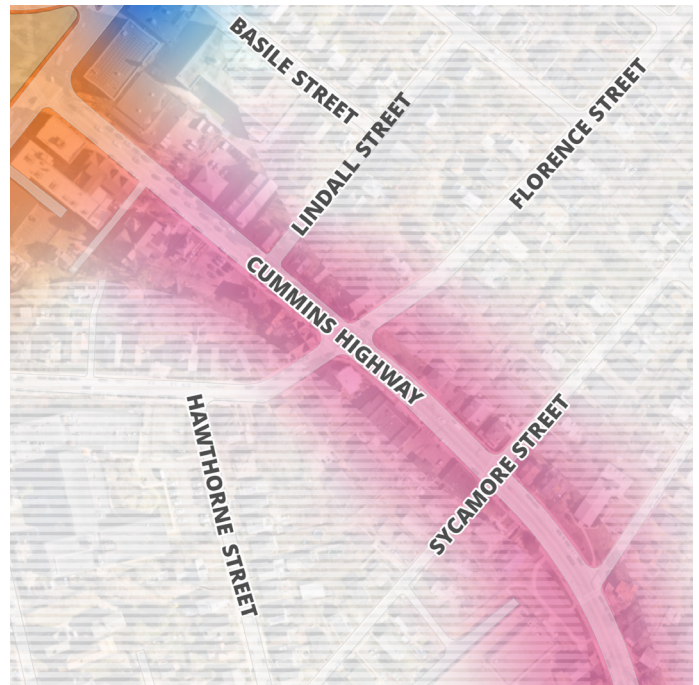 BASILE STREET
LINDALL STREET
FLORENCE STREET
CUMMINS HIGHWAY
HAWTHORNE STREET
SYCAMORE STREET